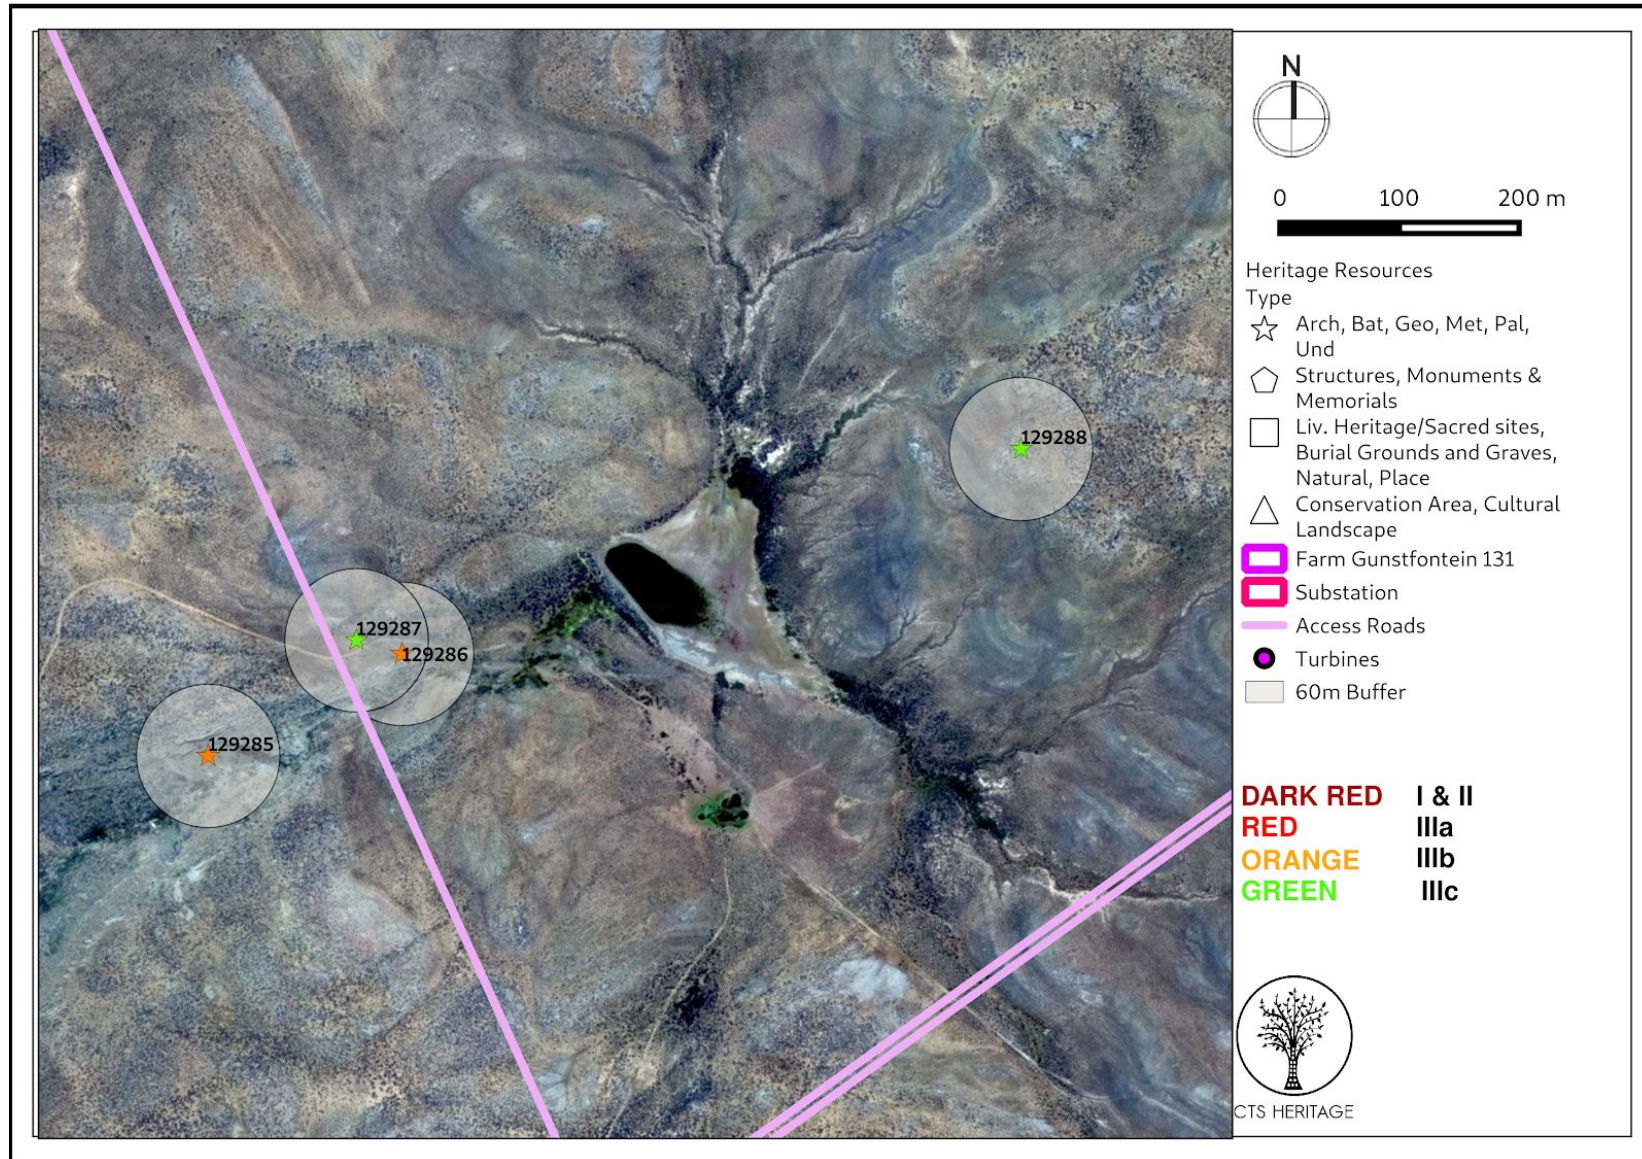 N
0 100 200 m
Heritage Resources
Type
Arch, Bat, Geo, Met, Pal,
Und
Structures, Monuments &
Memorials
Liv. Heritage/Sacred sites,
Burial Grounds and Graves,
Natural, Place
Conservation Area, Cultural
Landscape
Farm Gunstfontein 131
Substation
Access Roads
Turbines
60m Buffer
129288
129287
129286
129285
DARK RED I & II
RED IIIa
ORANGE IIIb
GREEN IIIc
CTS HERITAGE